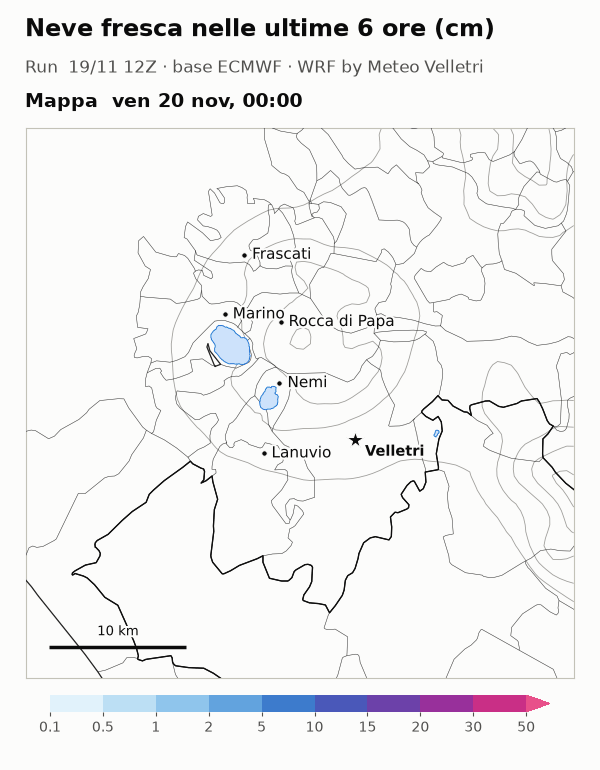 Neve fresca nelle ultime 6 ore (cm)
Run  19/11 12Z · base ECMWF · WRF by Meteo Velletri
Mappa  ven 20 nov, 00:00
Frascati
Marino
Rocca di Papa
Nemi
Velletri
Lanuvio
10 km
0.1 0.5 1 2 5 10 15 20 30 50